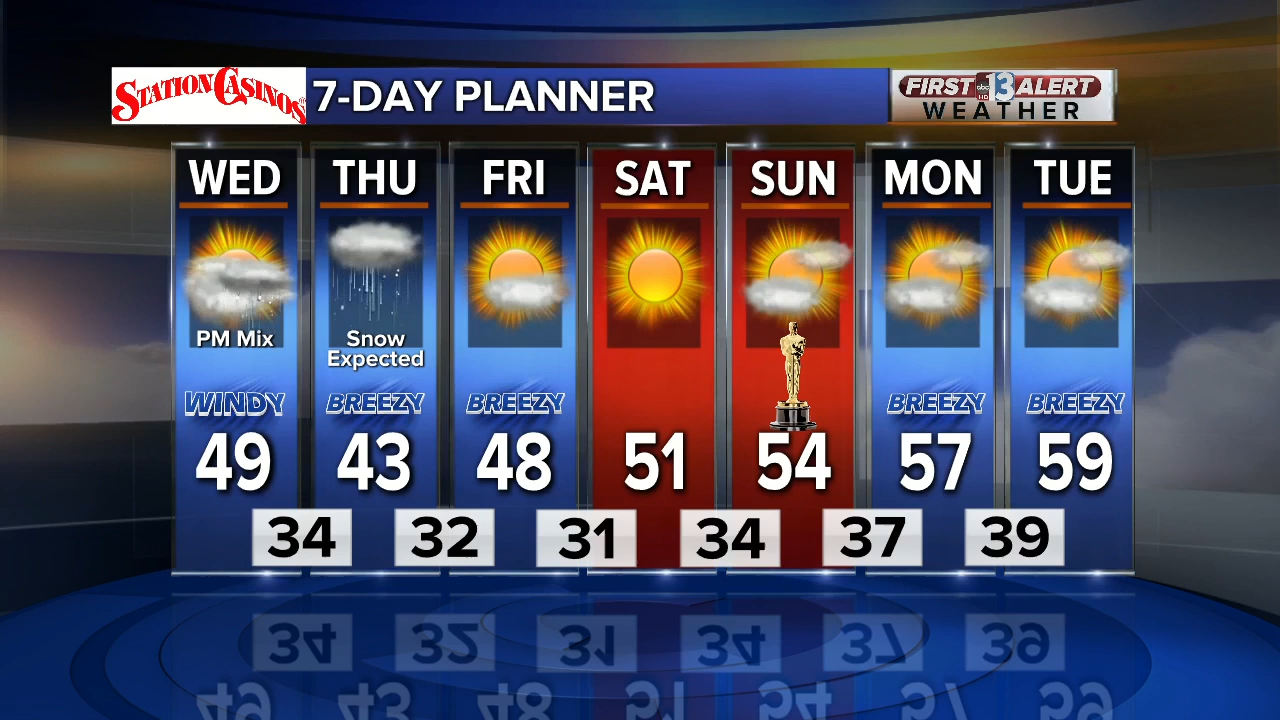 STATION CASINOS
7-DAY PLANNER
FIRST abc HD 13 ALERT
WEATHER
WED THU FRI SAT SUN MON TUE
PM Mix
Snow
Expected
WINDY BREEZY BREEZY BREEZY BREEZY
49 43 48 51 54 57 59
34 32 31 34 37 39